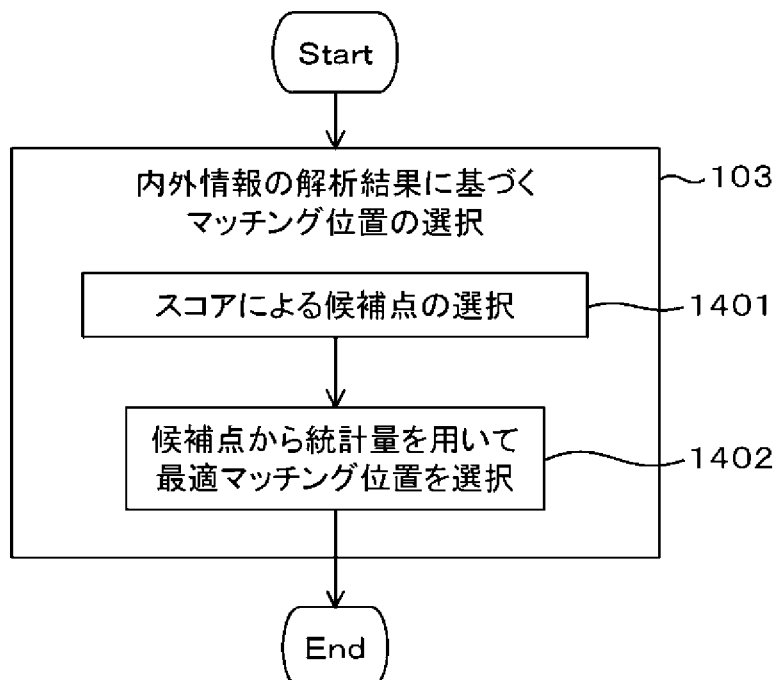 Start
内外情報の解析結果に基づく
マッチング位置の選択
103
スコアによる候補点の選択
1401
候補点から統計量を用いて
最適マッチング位置を選択
1402
End